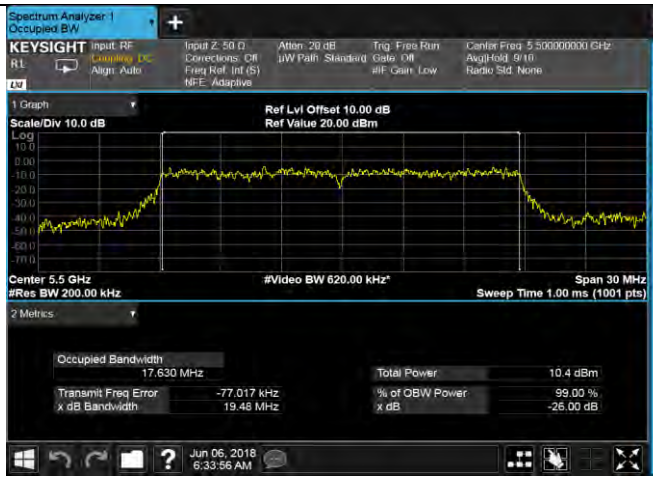 Spectrum Analyzer 1
Occupied BW
KEYSIGHT
R1
LXI
Input: RF
Coupling: DC
Align: Auto
Input Z: 50 Ω
Corrections: Off
Freq Ref: Int (S)
NFE: Adaptive
Atten: 20 dB
µW Path: Standard
Trig: Free Run
Gate: Off
#IF Gain: Low
Center Freq: 5.500000000 GHz
Avg|Hold: 9/10
Radio Std: None
1 Graph
Scale/Div 10.0 dB
Ref Lvl Offset 10.00 dB
Ref Value 20.00 dBm
Log
10.0
0.00
-10.0
-20.0
-30.0
-40.0
-50.0
-60.0
-70.0
Center 5.5 GHz
#Res BW 200.00 kHz
#Video BW 620.00 kHz*
Span 30 MHz
Sweep Time 1.00 ms (1001 pts)
2 Metrics
Occupied Bandwidth
17.630 MHz
Total Power 10.4 dBm
Transmit Freq Error -77.017 kHz
% of OBW Power 99.00 %
x dB Bandwidth 19.48 MHz
x dB -26.00 dB
?
Jun 06, 2018
6:33:56 AM